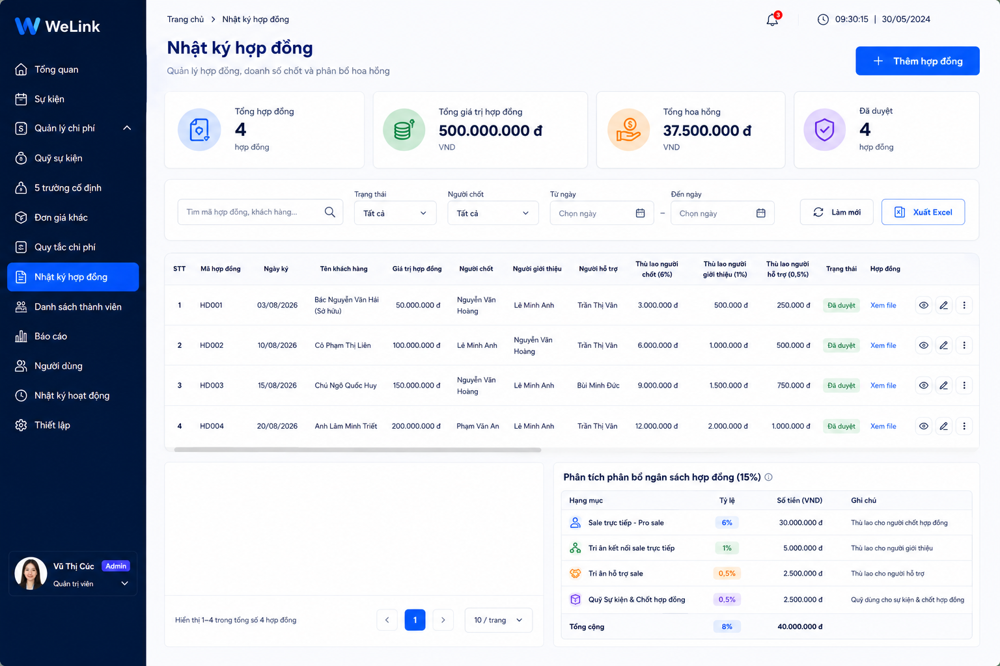 WeLink
Tổng quan
Sự kiện
Quản lý chi phí
Quỹ sự kiện
5 trường cố định
Đơn giá khác
Quy tắc chi phí
Nhật ký hợp đồng
Danh sách thành viên
Báo cáo
Người dùng
Nhật ký hoạt động
Thiết lập
Vũ Thị Cúc Admin
Quản trị viên
Trang chủ > Nhật ký hợp đồng
3
09:30:15 | 30/05/2024
Nhật ký hợp đồng
Quản lý hợp đồng, doanh số chốt và phân bổ hoa hồng
+ Thêm hợp đồng
Tổng hợp đồng
4
hợp đồng
Tổng giá trị hợp đồng
500.000.000 đ
VND
Tổng hoa hồng
37.500.000 đ
VND
Đã duyệt
4
hợp đồng
Tìm mã hợp đồng, khách hàng...
Trạng thái
Tất cả
Người chốt
Tất cả
Từ ngày
Chọn ngày
–
Đến ngày
Chọn ngày
Làm mới
Xuất Excel
STT Mã hợp đồng Ngày ký Tên khách hàng Giá trị hợp đồng Người chốt Người giới thiệu Người hỗ trợ Thù lao người chốt (6%) Thù lao người giới thiệu (1%) Thù lao người hỗ trợ (0,5%) Trạng thái Hợp đồng
1 HD001 03/08/2026 Bác Nguyễn Văn Hải (Sở hữu) 50.000.000 đ Nguyễn Văn Hoàng Lê Minh Anh Trần Thị Vân 3.000.000 đ 500.000 đ 250.000 đ Đã duyệt Xem file
2 HD002 10/08/2026 Cô Phạm Thị Liên 100.000.000 đ Lê Minh Anh Nguyễn Văn Hoàng Trần Thị Vân 6.000.000 đ 1.000.000 đ 500.000 đ Đã duyệt Xem file
3 HD003 15/08/2026 Chú Ngô Quốc Huy 150.000.000 đ Nguyễn Văn Hoàng Lê Minh Anh Bùi Minh Đức 9.000.000 đ 1.500.000 đ 750.000 đ Đã duyệt Xem file
4 HD004 20/08/2026 Anh Lâm Minh Triết 200.000.000 đ Phạm Văn An Lê Minh Anh Trần Thị Vân 12.000.000 đ 2.000.000 đ 1.000.000 đ Đã duyệt Xem file
Hiển thị 1–4 trong tổng số 4 hợp đồng
< 1 >
10 / trang
Phân tích phân bổ ngân sách hợp đồng (15%)
Hạng mục Tỷ lệ Số tiền (VND) Ghi chú
Sale trực tiếp - Pro sale 6% 30.000.000 đ Thù lao cho người chốt hợp đồng
Tri ân kết nối sale trực tiếp 1% 5.000.000 đ Thù lao cho người giới thiệu
Tri ân hỗ trợ sale 0,5% 2.500.000 đ Thù lao cho người hỗ trợ
Quỹ Sự kiện & Chốt hợp đồng 0,5% 2.500.000 đ Quỹ dùng cho sự kiện & chốt hợp đồng
Tổng cộng 8% 40.000.000 đ